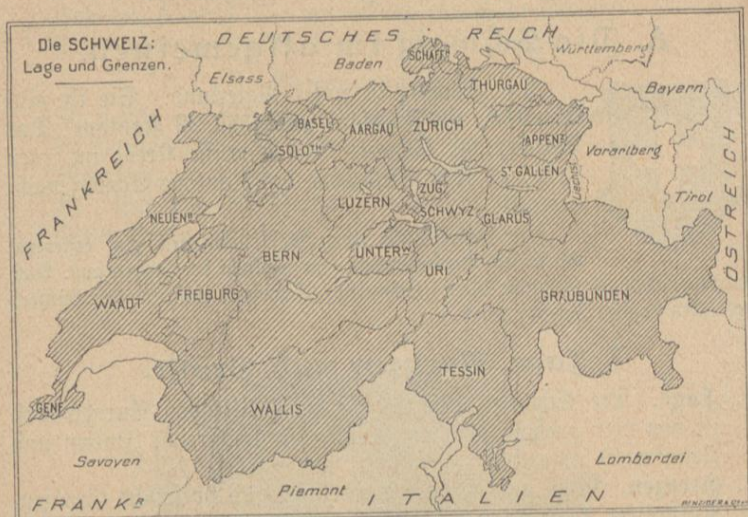 Die SCHWEIZ:
Lage und Grenzen.
DEUTSCHES REICH
Württemberg
Elsass
Baden
SCHAFFH.
THURGAU
Bayern
BASEL
AARGAU
ZÜRICH
APPENZ.
Vorarlberg
SOLOTH.
ST GALLEN
FRANKREICH
LUZERN
ZUG
SCHWYZ
GLARUS
Tirol
ÖSTREICH
NEUENB.
BERN
UNTERW.
URI
WAADT
FREIBURG
GRAUBÜNDEN
TESSIN
GENF
WALLIS
Savoyen
Lombardei
Piemont
FRANKR.
ITALIEN